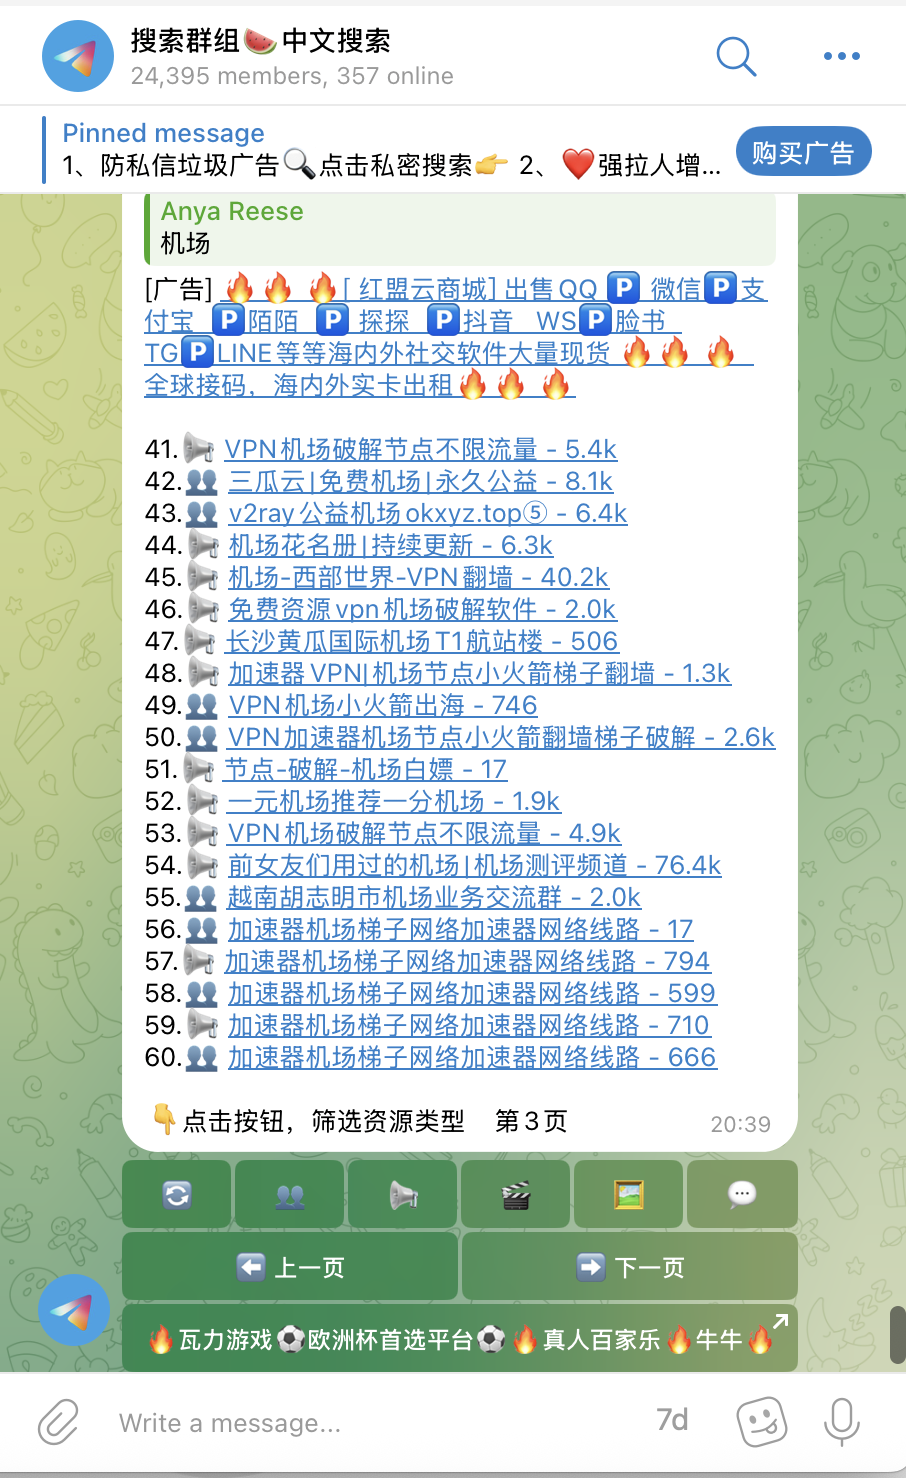 搜索群组🍉中文搜索
24,395 members, 357 online
Pinned message
1、防私信垃圾广告🔍点击私密搜索👉 2、❤️强拉人增...
购买广告
Anya Reese
机场
[广告] 🔥🔥 🔥[ 红盟云商城] 出售QQ 🅿️ 微信🅿️支
付宝 🅿️陌陌 🅿️ 探探 🅿️抖音 WS🅿️脸书
TG🅿️LINE等等海内外社交软件大量现货 🔥🔥 🔥
全球接码，海内外实卡出租🔥🔥 🔥
41.📢 VPN机场破解节点不限流量 - 5.4k
42.👥 三瓜云|免费机场|永久公益 - 8.1k
43.👥 v2ray公益机场okxyz.top⑤ - 6.4k
44.📢 机场花名册|持续更新 - 6.3k
45.📢 机场-西部世界-VPN翻墙 - 40.2k
46.📢 免费资源vpn机场破解软件 - 2.0k
47.📢 长沙黄瓜国际机场T1航站楼 - 506
48.📢 加速器VPN|机场节点小火箭梯子翻墙 - 1.3k
49.👥 VPN机场小火箭出海 - 746
50.👥 VPN加速器机场节点小火箭翻墙梯子破解 - 2.6k
51.📢 节点-破解-机场白嫖 - 17
52.📢 一元机场推荐一分机场 - 1.9k
53.📢 VPN机场破解节点不限流量 - 4.9k
54.📢 前女友们用过的机场|机场测评频道 - 76.4k
55.👥 越南胡志明市机场业务交流群 - 2.0k
56.👥 加速器机场梯子网络加速器网络线路 - 17
57.📢 加速器机场梯子网络加速器网络线路 - 794
58.👥 加速器机场梯子网络加速器网络线路 - 599
59.📢 加速器机场梯子网络加速器网络线路 - 710
60.👥 加速器机场梯子网络加速器网络线路 - 666
👇点击按钮，筛选资源类型 第3页
20:39
⬅️ 上一页
➡️ 下一页
🔥瓦力游戏⚽欧洲杯首选平台⚽🔥真人百家乐🔥牛牛🔥
Write a message...
7d